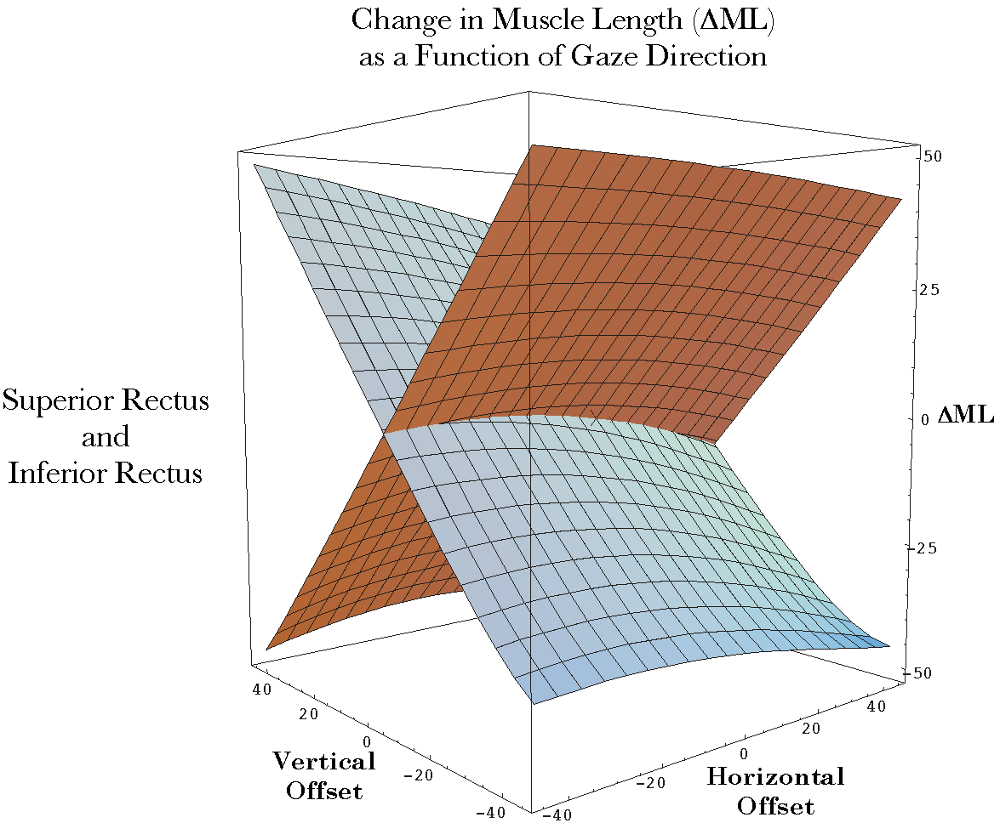 Change in Muscle Length (ΔML)
as a Function of Gaze Direction
50
25
Superior Rectus
and
Inferior Rectus
0 ΔML
-25
-50
40
20
0
-20
-40
Vertical
Offset
-40
-20
0
20
40
Horizontal
Offset